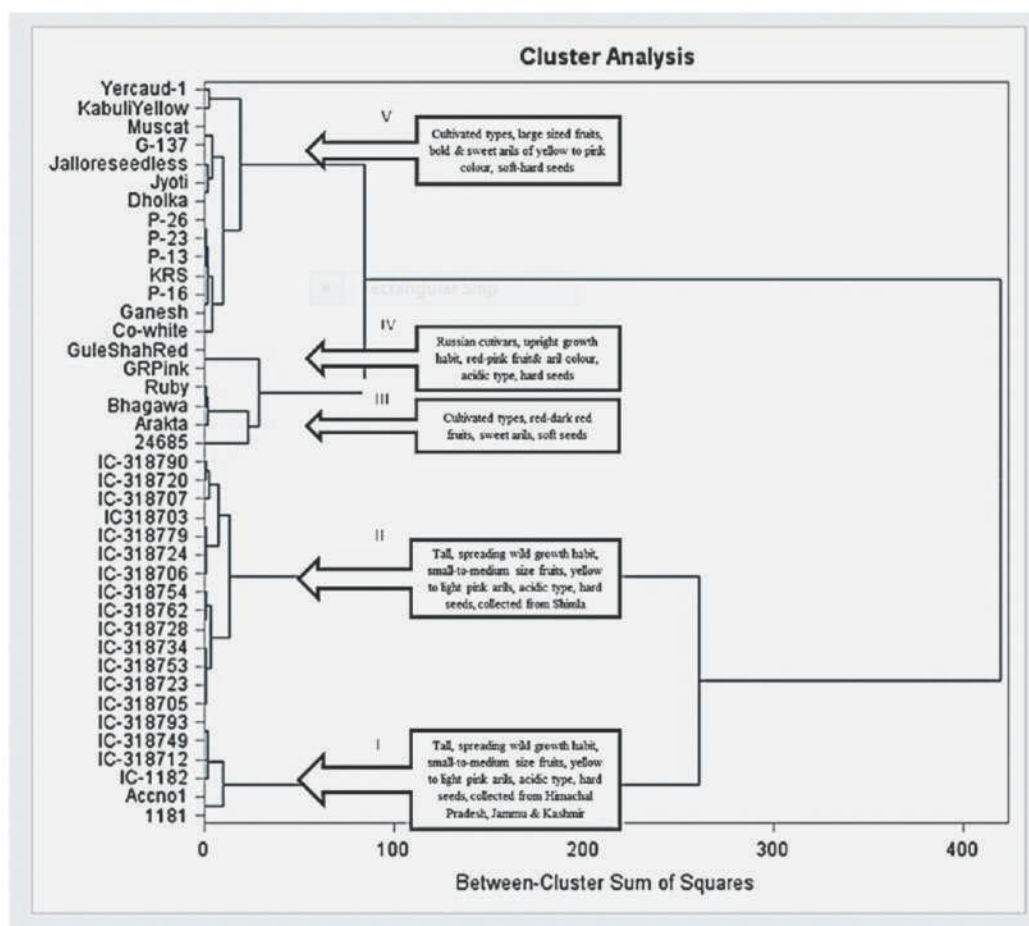 Cluster Analysis
Yercaud-1
KabuliYellow
Muscat
G-137
Jalloreseedless
Jyoti
Dholka
P-26
P-23
P-13
KRS
P-16
Ganesh
Co-white
GuleShahRed
GRPink
Ruby
Bhagawa
Arakta
24685
IC-318790
IC-318720
IC-318707
IC318703
IC-318779
IC-318724
IC-318706
IC-318754
IC-318762
IC-318728
IC-318734
IC-318753
IC-318723
IC-318705
IC-318793
IC-318749
IC-318712
IC-1182
Accno1
1181
V
Cultivated types, large sized fruits,
bold & sweet arils of yellow to pink
colour, soft-hard seeds
IV
Russian cutivars, upright growth
habit, red-pink fruit& aril colour,
acidic type, hard seeds
III
Cultivated types, red-dark red
fruits, sweet arils, soft seeds
II
Tall, spreading wild growth habit,
small-to-medium size fruits, yellow
to light pink arils, acidic type, hard
seeds, collected from Shimla
I
Tall, spreading wild growth habit,
small-to-medium size fruits, yellow
to light pink arils, acidic type, hard
seeds, collected from Himachal
Pradesh, Jammu & Kashmir
0 100 200 300 400
Between-Cluster Sum of Squares